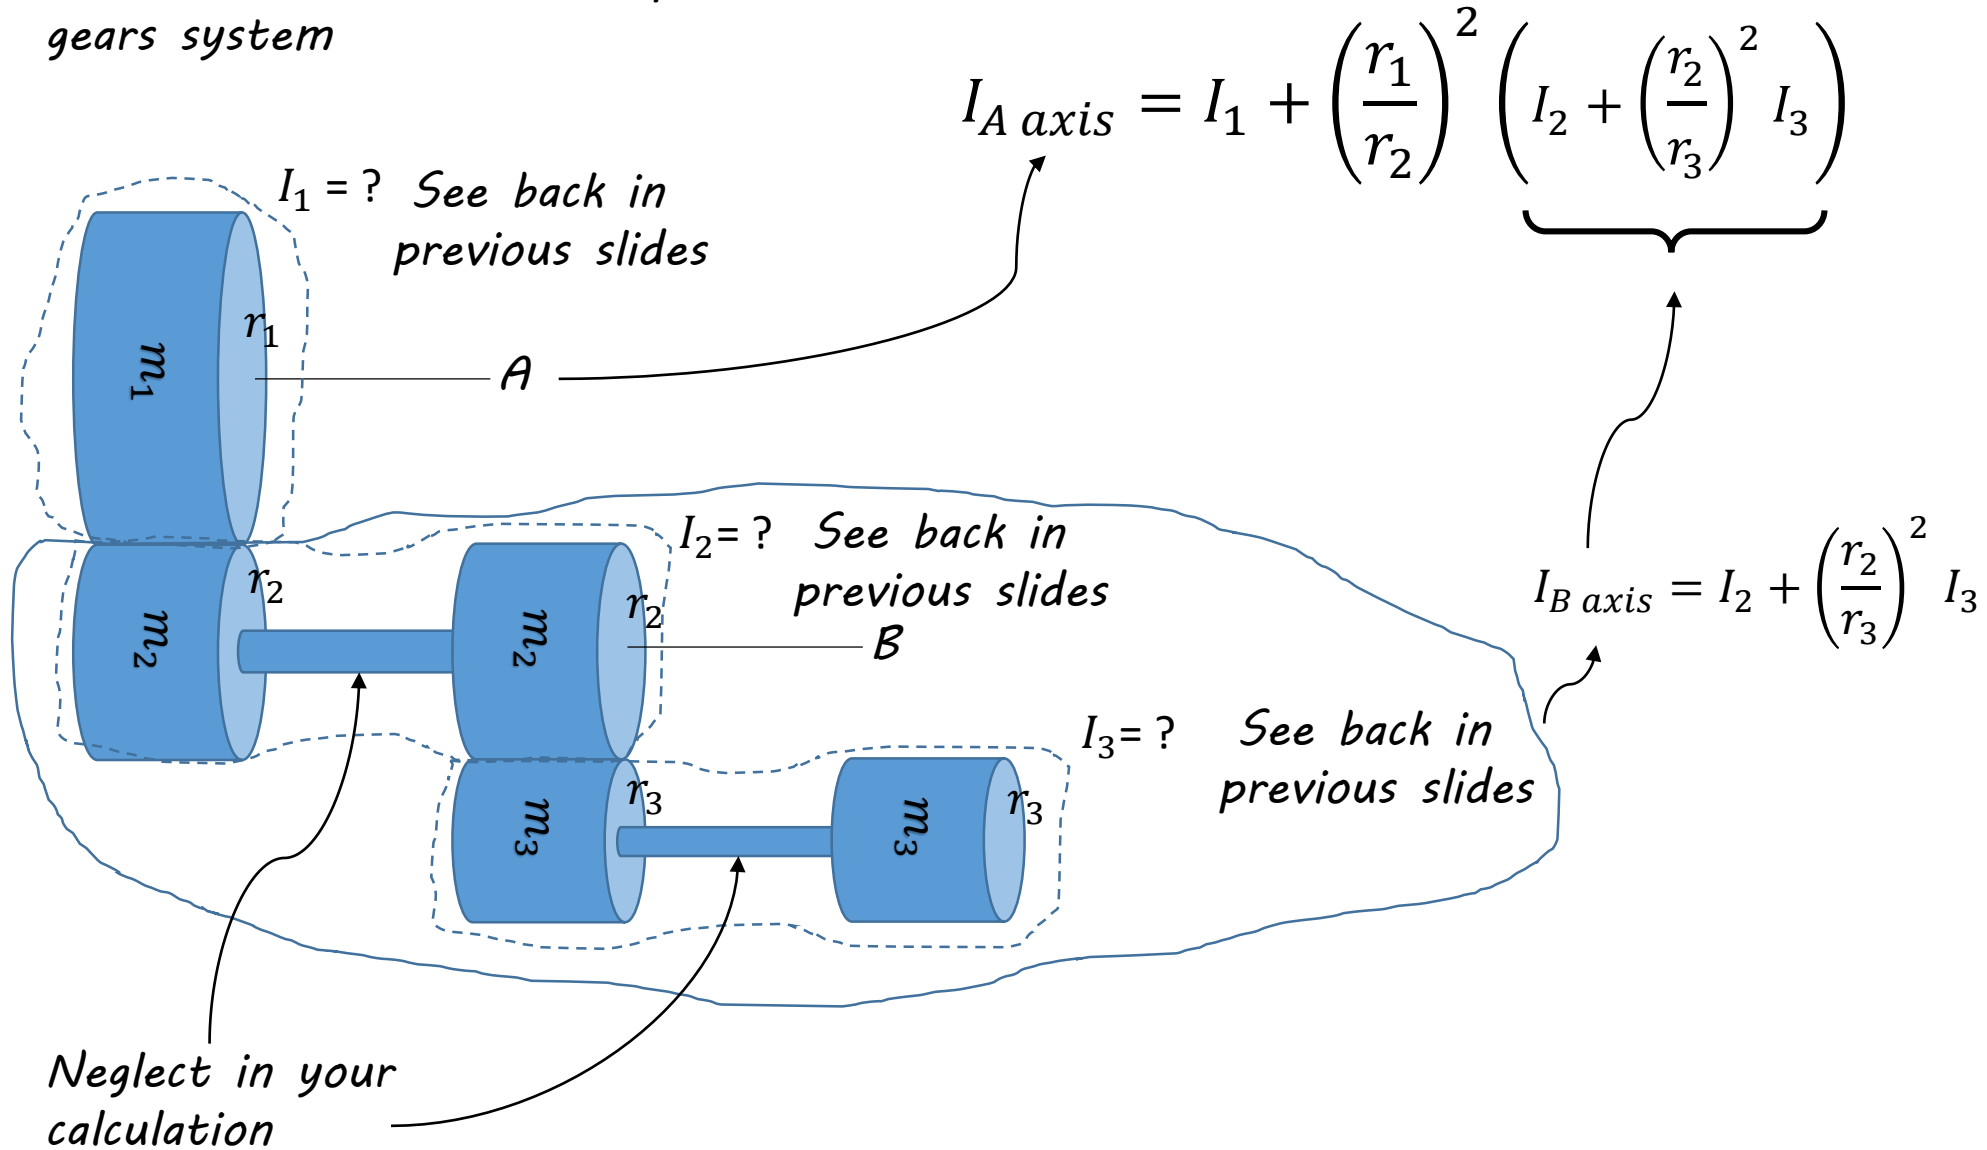 gears system
I_{A axis} = I_1 + (r_1/r_2)^2 (I_2 + (r_2/r_3)^2 I_3)
I_1 = ? See back in
previous slides
r_1
m_1
A
I_2= ? See back in
previous slides
r_2
m_2
r_2
m_2
B
I_{B axis} = I_2 + (r_2/r_3)^2 I_3
I_3= ? See back in
previous slides
r_3
m_3
r_3
m_3
Neglect in your
calculation